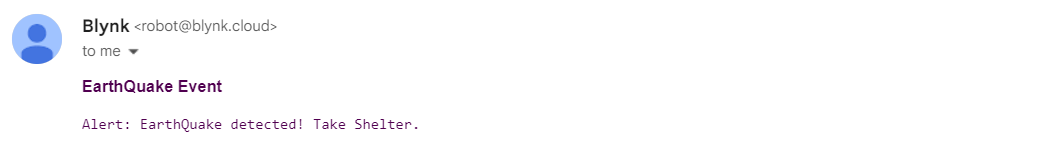 Blynk <robot@blynk.cloud>
to me
EarthQuake Event
Alert: EarthQuake detected! Take Shelter.